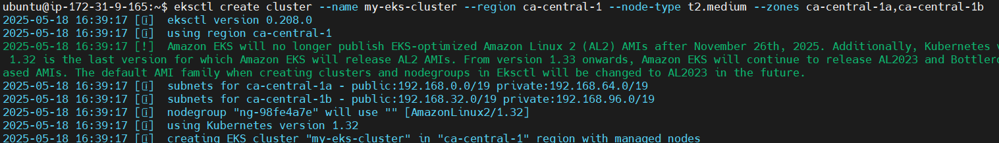 ubuntu@ip-172-31-9-165:~$ eksctl create cluster --name my-eks-cluster --region ca-central-1 --node-type t2.medium --zones ca-central-1a,ca-central-1b
2025-05-18 16:39:17 [ℹ]  eksctl version 0.208.0
2025-05-18 16:39:17 [ℹ]  using region ca-central-1
2025-05-18 16:39:17 [!]  Amazon EKS will no longer publish EKS-optimized Amazon Linux 2 (AL2) AMIs after November 26th, 2025. Additionally, Kubernetes
1.32 is the last version for which Amazon EKS will release AL2 AMIs. From version 1.33 onwards, Amazon EKS will continue to release AL2023 and
ased AMIs. The default AMI family when creating clusters and nodegroups in Eksctl will be changed to AL2023 in the future.
2025-05-18 16:39:17 [ℹ]  subnets for ca-central-1a - public:192.168.0.0/19 private:192.168.64.0/19
2025-05-18 16:39:17 [ℹ]  subnets for ca-central-1b - public:192.168.32.0/19 private:192.168.96.0/19
2025-05-18 16:39:17 [ℹ]  nodegroup "ng-98fe4a7e" will use "" [AmazonLinux2/1.32]
2025-05-18 16:39:17 [ℹ]  using Kubernetes version 1.32
2025-05-18 16:39:17 [ℹ]  creating EKS cluster "my-eks-cluster" in "ca-central-1" region with managed nodes